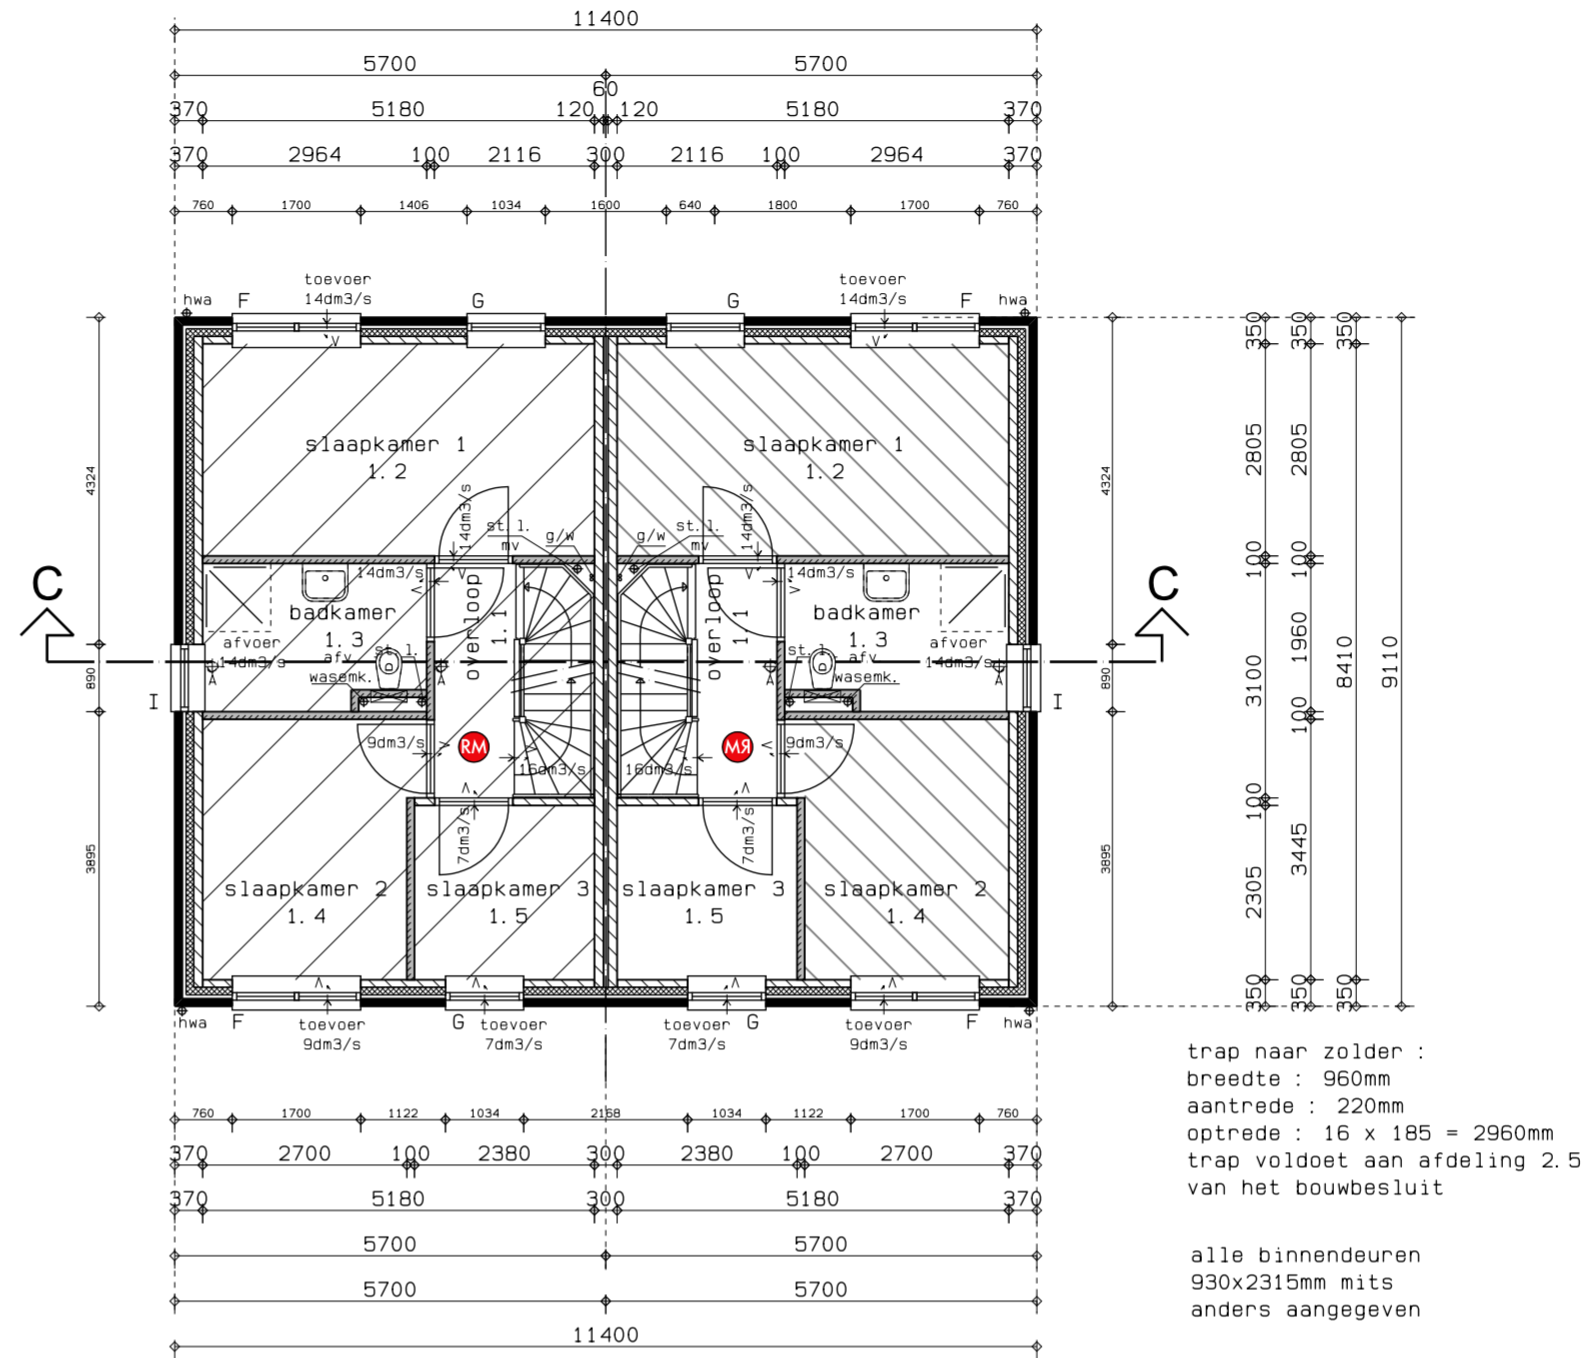 11400
5700 5700
60
370 5180 120 120 5180 370
370 2964 100 2116 300 2116 100 2964 370
760 1700 1406 1034 1600 640 1800 1700 760
toevoer
14dm3/s
toevoer
14dm3/s
hwa F G G F hwa
V V
slaapkamer 1
1.2
slaapkamer 1
1.2
14dm3/s
st.l.
mv
g/w
g/w
st.l.
mv
14dm3/s
14dm3/s
14dm3/s
badkamer
1.3
overloop
1.1
overloop
1.1
badkamer
1.3
afvoer
14dm3/s
afv
st.l.
wasemk.
st.l.
afv
wasemk.
afvoer
14dm3/s
C C
A A A A
I I
9dm3/s
RM
16dm3/s
16dm3/s
MЯ
9dm3/s
7dm3/s
7dm3/s
slaapkamer 2
1.4
slaapkamer 3
1.5
slaapkamer 3
1.5
slaapkamer 2
1.4
hwa F G G F hwa
toevoer
9dm3/s
toevoer
7dm3/s
toevoer
7dm3/s
toevoer
9dm3/s
4324
890
3895
4324
890
3895
350
2805
100
3100
100
2305
350
350
2805
100
1960
100
3445
350
350
8410
350
9110
760 1700 1122 1034 2168 1034 1122 1700 760
370 2700 100 2380 300 2380 100 2700 370
370 5180 300 5180 370
5700 5700
5700 5700
11400
trap naar zolder :
breedte : 960mm
aantrede : 220mm
optrede : 16 x 185 = 2960mm
trap voldoet aan afdeling 2.5
van het bouwbesluit
alle binnendeuren
930x2315mm mits
anders aangegeven